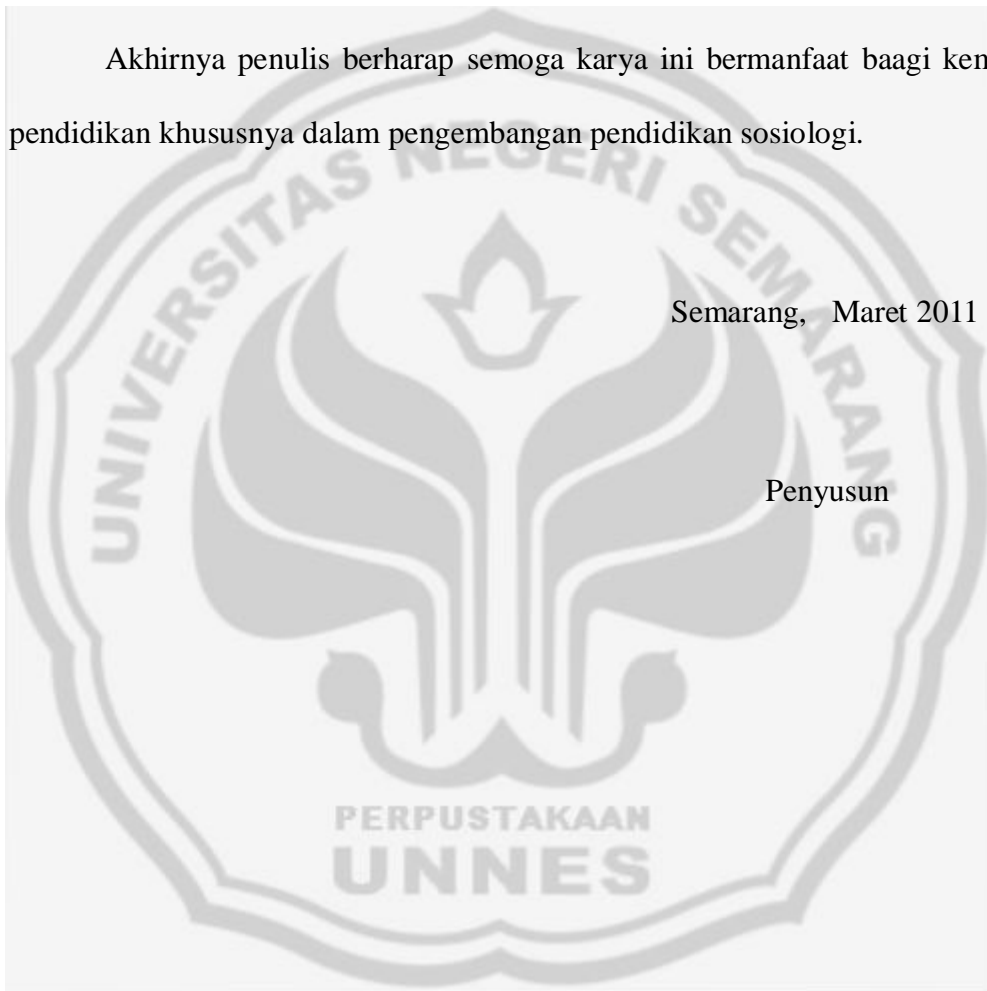 Akhirnya penulis berharap semoga karya ini bermanfaat baagi
pendidikan khususnya dalam pengembangan pendidikan sosiologi.
UNIVERSITAS NEGERI SEMARANG
Semarang, Maret 2011
Penyusun
PERPUSTAKAAN
UNNES